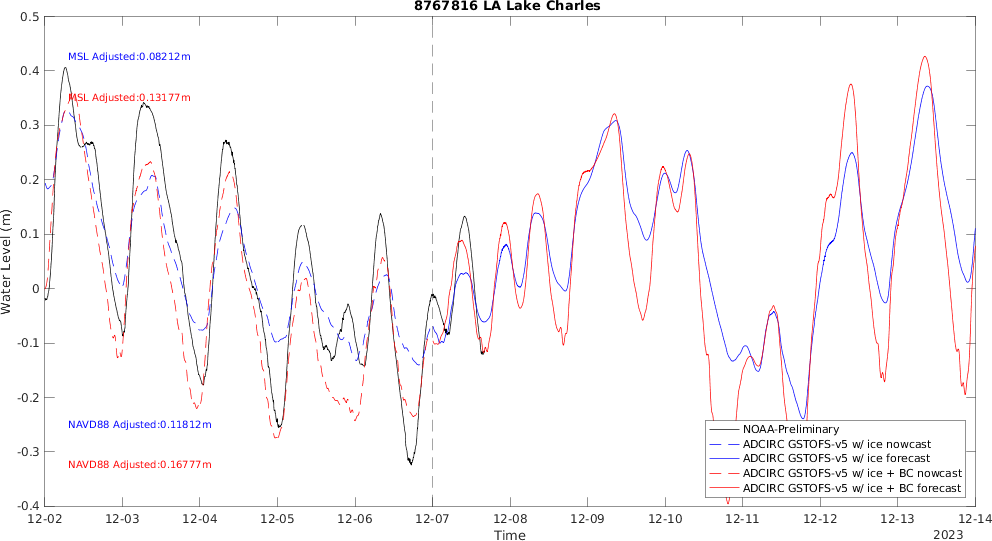 8767816 LA Lake Charles
MSL Adjusted:0.08212m
MSL Adjusted:0.13177m
NAVD88 Adjusted:0.11812m
NAVD88 Adjusted:0.16777m
Water Level (m)
0.5
0.4
0.3
0.2
0.1
0
-0.1
-0.2
-0.3
-0.4
NOAA-Preliminary
ADCIRC GSTOFS-v5 w/ ice nowcast
ADCIRC GSTOFS-v5 w/ ice forecast
ADCIRC GSTOFS-v5 w/ ice + BC nowcast
ADCIRC GSTOFS-v5 w/ ice + BC forecast
12-02 12-03 12-04 12-05 12-06 12-07 12-08 12-09 12-10 12-11 12-12 12-13 12-14
Time
2023